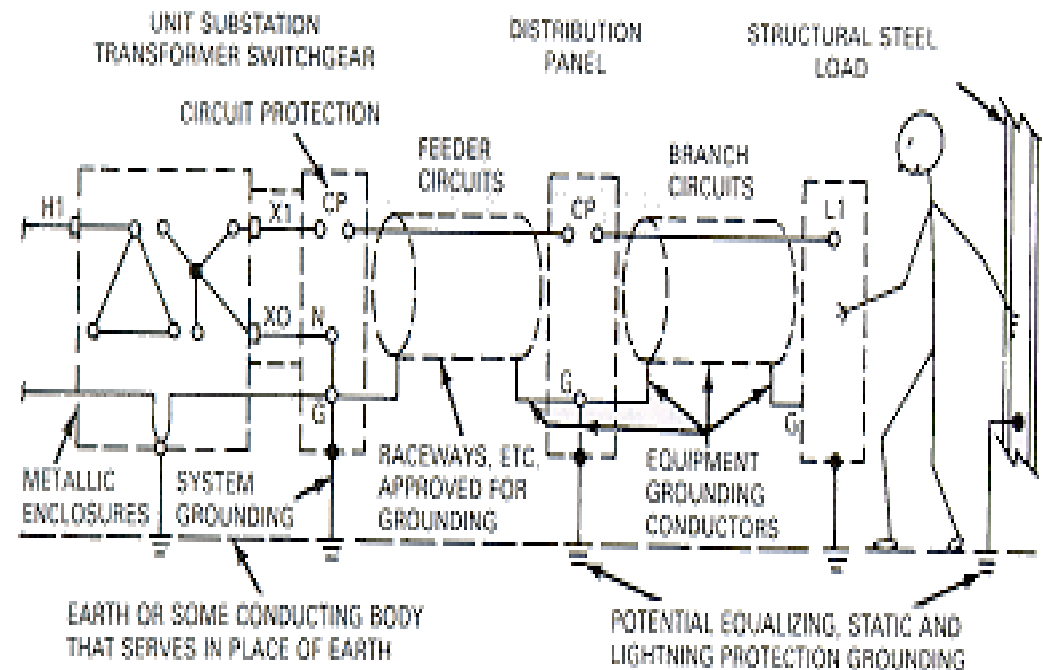 UNIT SUBSTATION
TRANSFORMER SWITCHGEAR
DISTRIBUTION
PANEL
STRUCTURAL STEEL
LOAD
CIRCUIT PROTECTION
FEEDER
CIRCUITS
BRANCH
CIRCUITS
H1
X1
CP
CP
L1
XO
N
G
G
G
METALLIC
ENCLOSURES
SYSTEM
GROUNDING
RACEWAYS, ETC.
APPROVED FOR
GROUNDING
EQUIPMENT
GROUNDING
CONDUCTORS
EARTH OR SOME CONDUCTING BODY
THAT SERVES IN PLACE OF EARTH
POTENTIAL EQUALIZING, STATIC AND
LIGHTNING PROTECTION GROUNDING